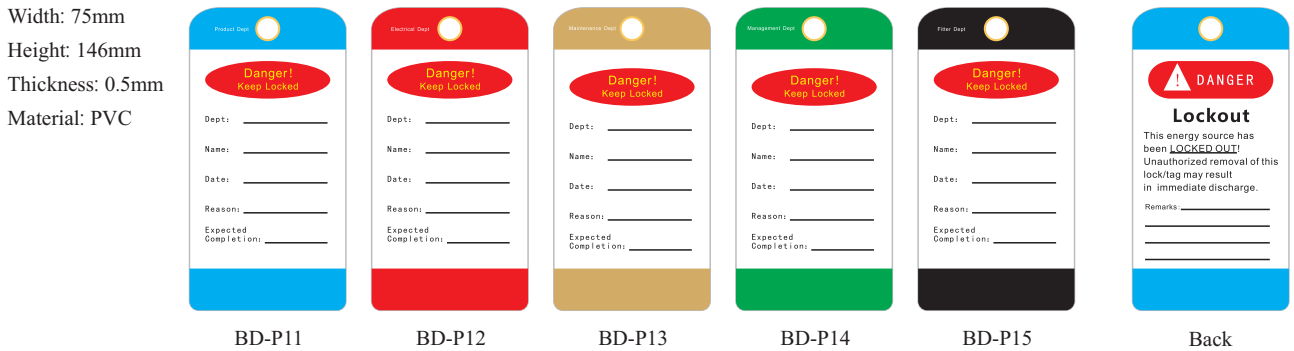 Width: 75mm
Height: 146mm
Thickness: 0.5mm
Material: PVC
Product Dept
Danger!
Keep Locked
Dept:
Name:
Date:
Reason:
Expected
Completion:
BD-P11
Electrical Dept
Danger!
Keep Locked
Dept:
Name:
Date:
Reason:
Expected
Completion:
BD-P12
Maintenance Dept
Danger!
Keep Locked
Dept:
Name:
Date:
Reason:
Expected
Completion:
BD-P13
Management Dept
Danger!
Keep Locked
Dept:
Name:
Date:
Reason:
Expected
Completion:
BD-P14
Fitter Dept
Danger!
Keep Locked
Dept:
Name:
Date:
Reason:
Expected
Completion:
BD-P15
! DANGER
Lockout
This energy source has
been LOCKED OUT!
Unauthorized removal of this
lock/tag may result
in immediate discharge.
Remarks:
Back